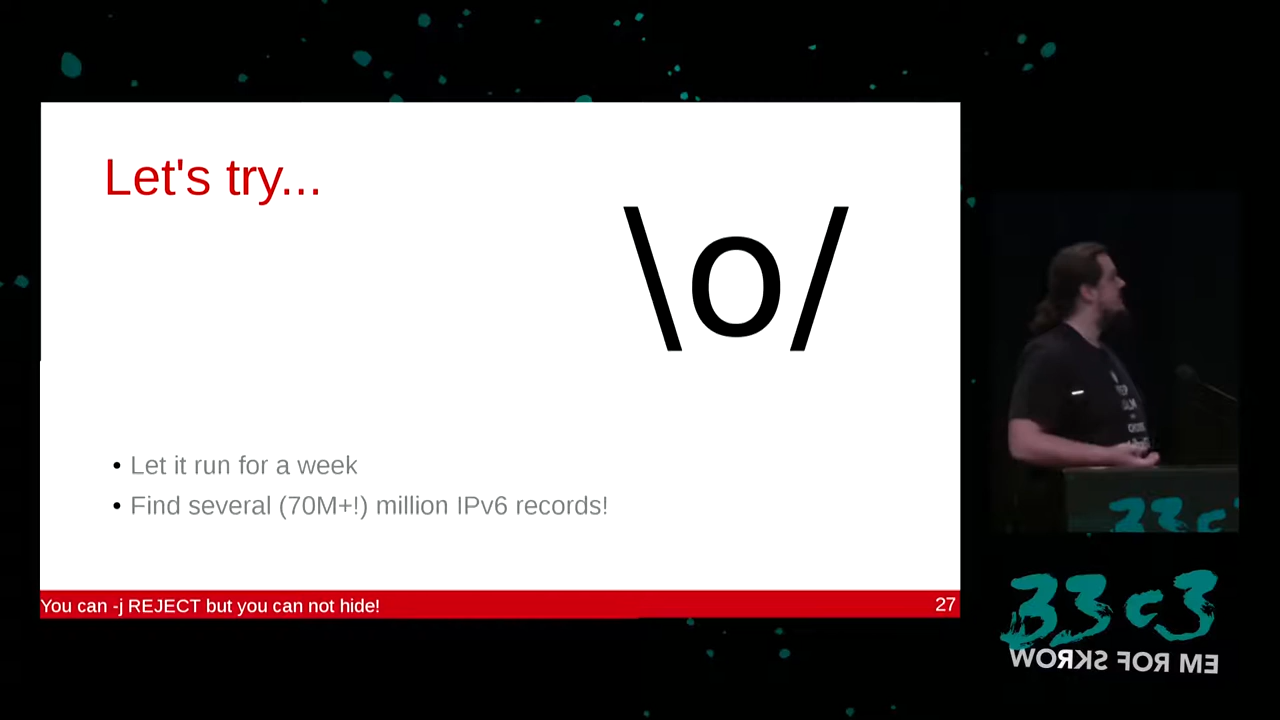 Let's try...
\o/
Let it run for a week
Find several (70M+!) million IPv6 records!
You can -j REJECT but you can not hide!
27
33c3
33c3
WORKS FOR ME